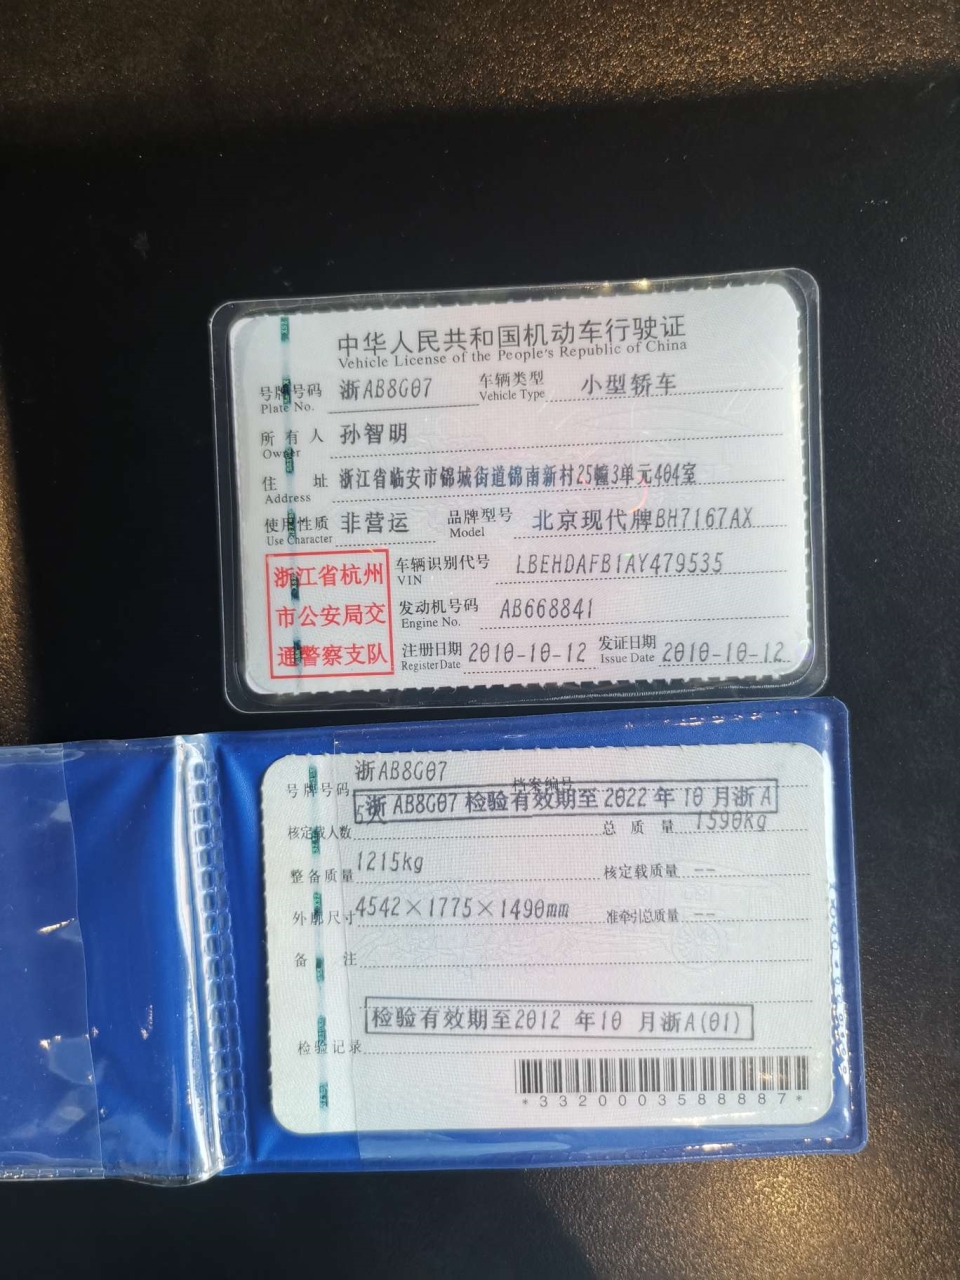 中华人民共和国机动车行驶证
Vehicle License of the People's Republic of China
号牌号码 浙AB8G07 车辆类型 小型轿车
Plate No. Vehicle Type
所有人 孙智明
Owner
住址 浙江省临安市锦城街道锦南新村25幢3单元404室
Address
使用性质 非营运 品牌型号 北京现代牌BH7167AX
Use Character Model
浙江省杭州
市公安局交
通警察支队
车辆识别代号 LBEHDAFB1AY479535
VIN
发动机号码 AB668841
Engine No.
注册日期 2010-10-12 发证日期 2010-10-12
Register Date Issue Date
号牌号码 浙AB8G07 档案编号
浙AB8G07检验有效期至2022年10月浙A
核定载人数 5人 总质量 1590kg
整备质量 1215kg 核定载质量 --
外廓尺寸 4542×1775×1490mm 准牵引总质量 --
备注
检验有效期至2012年10月浙A(01)
检验记录
*3320003588887*